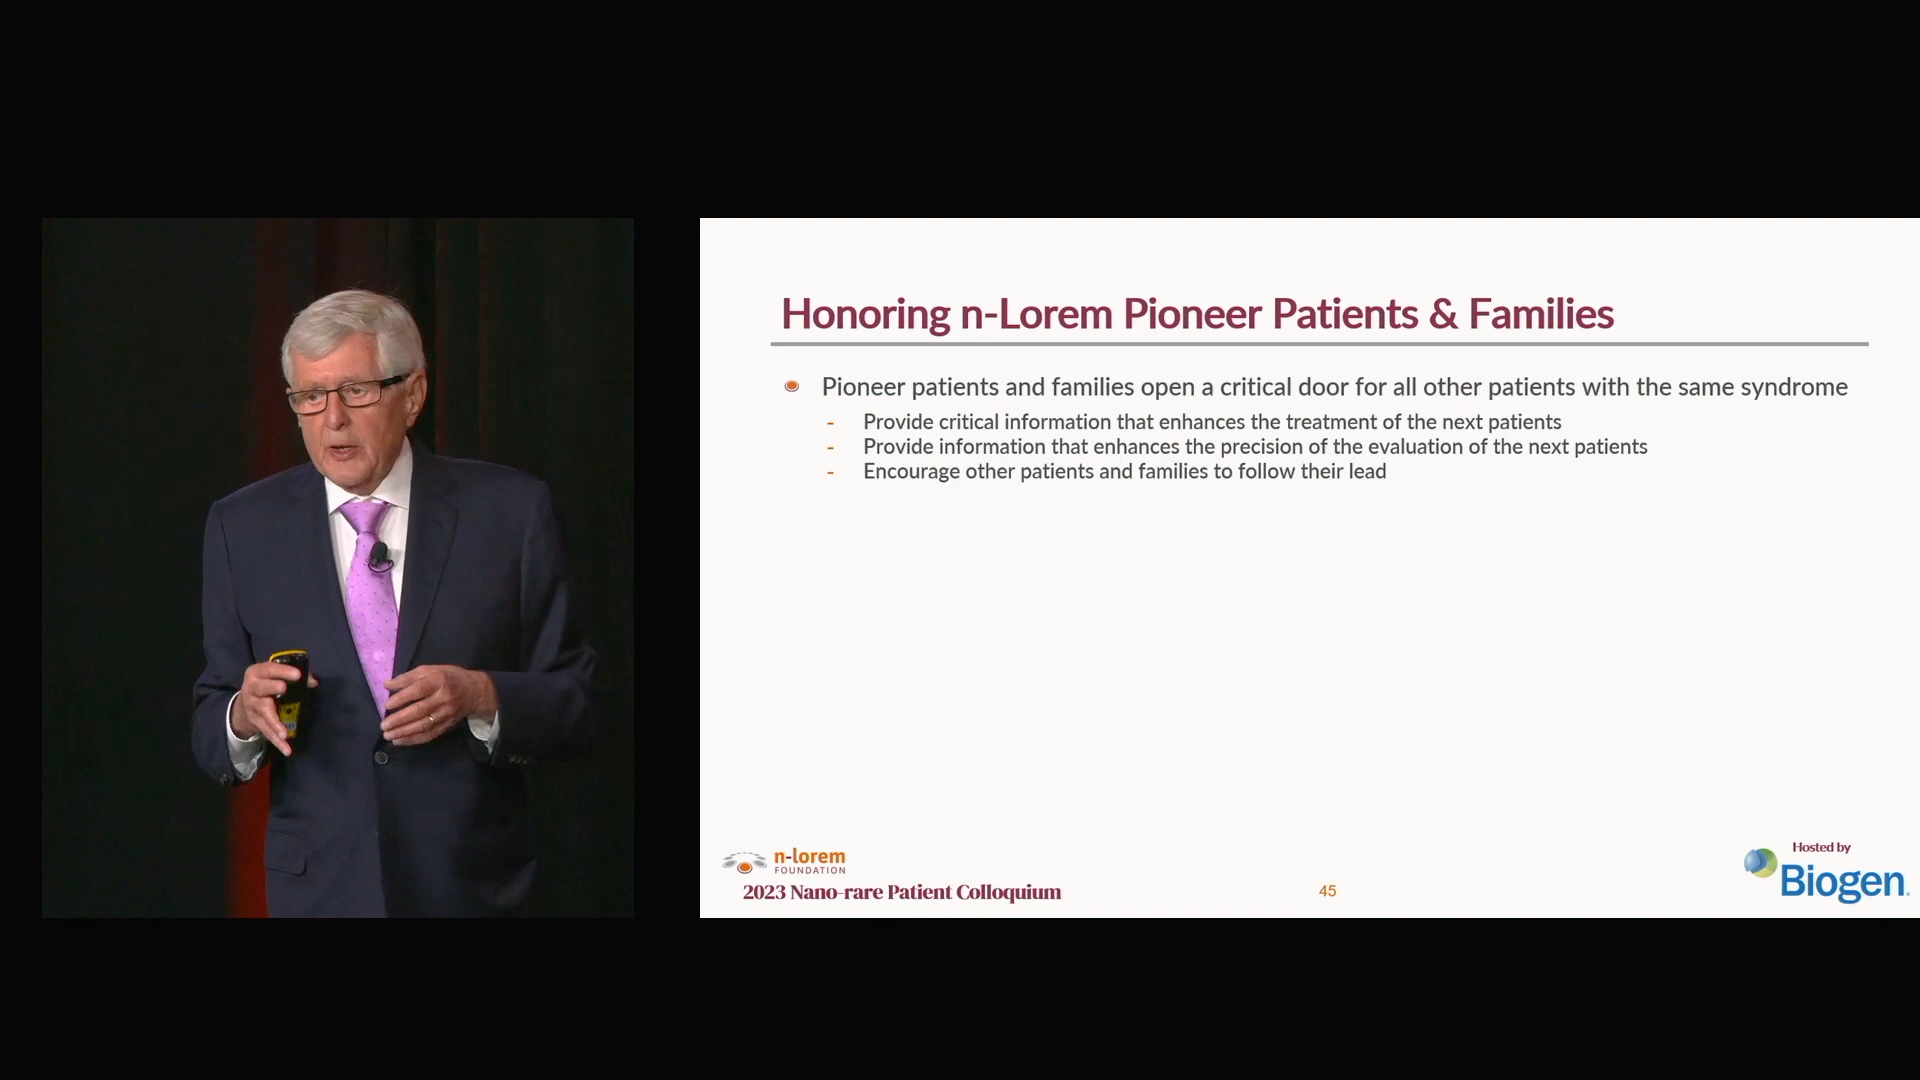 Honoring n-Lorem Pioneer Patients & Families
Pioneer patients and families open a critical door for all other patients with the same syndrome
- Provide critical information that enhances the treatment of the next patients
- Provide information that enhances the precision of the evaluation of the next patients
- Encourage other patients and families to follow their lead
n-lorem
FOUNDATION
2023 Nano-rare Patient Colloquium
45
Hosted by
Biogen.